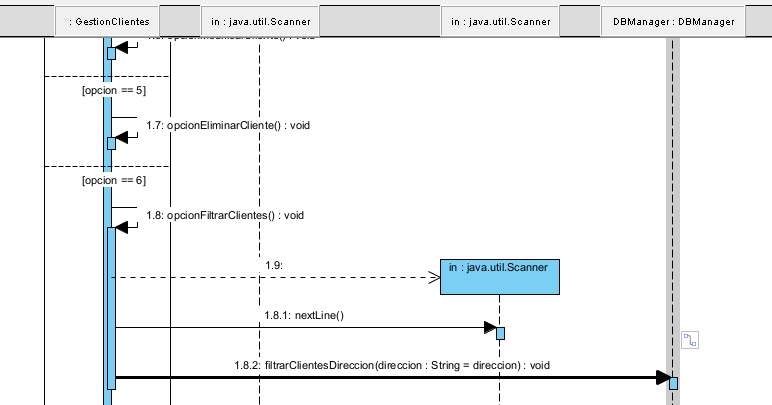 : GestionClientes
in : java.util.Scanner
in : java.util.Scanner
DBManager : DBManager
[opcion == 5]
1.7: opcionEliminarCliente() : void
[opcion == 6]
1.8: opcionFiltrarClientes() : void
1.9:
in : java.util.Scanner
1.8.1: nextLine()
1.8.2: filtrarClientesDireccion(direccion : String = direccion) : void